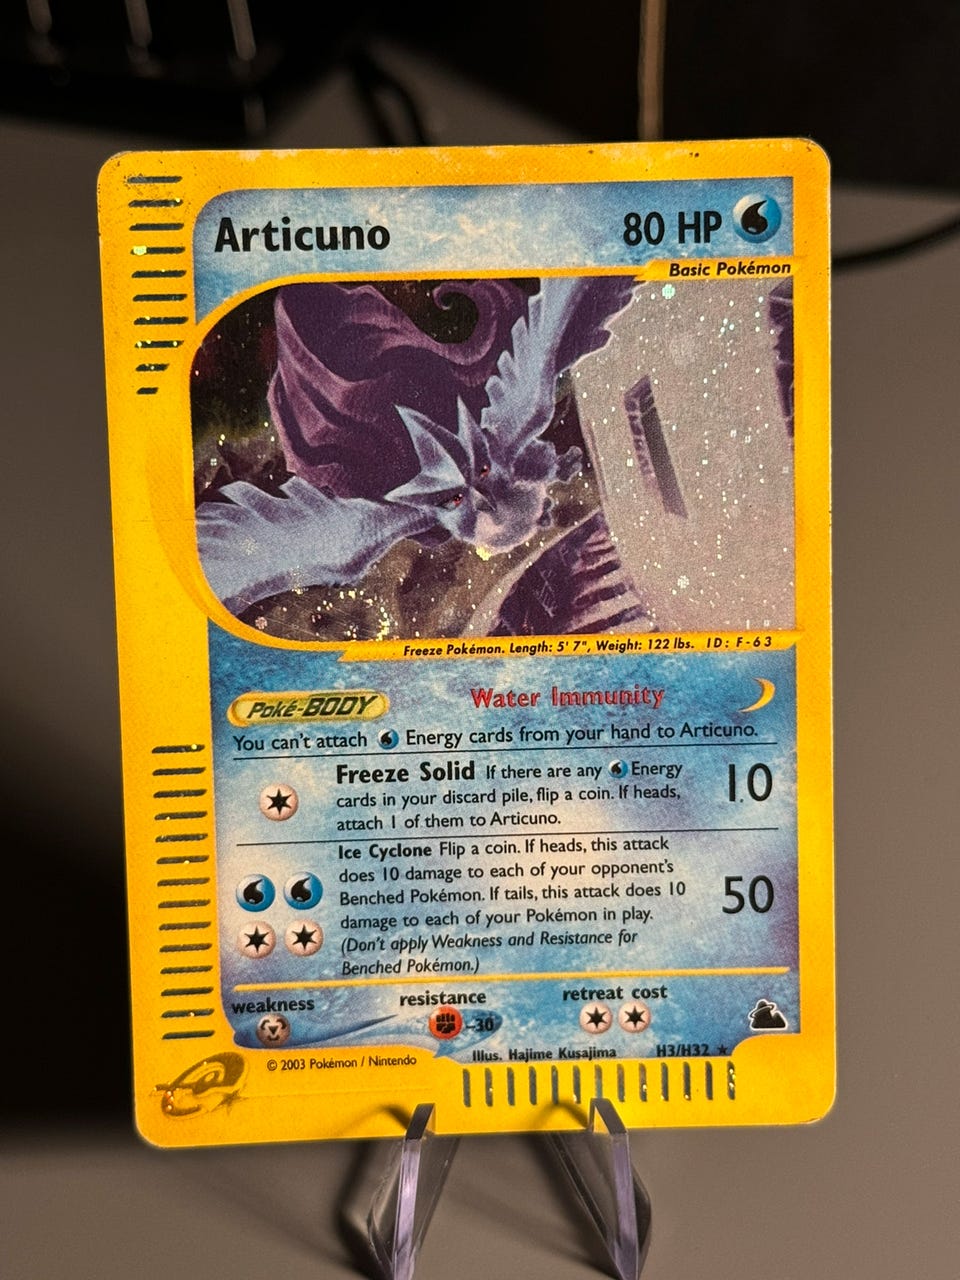 Articuno
80 HP
Basic Pokémon
Freeze Pokémon. Length: 5' 7", Weight: 122 lbs. ID: F-63
Poké-BODY Water Immunity
You can't attach Energy cards from your hand to Articuno.
Freeze Solid If there are any Energy
cards in your discard pile, flip a coin. If heads,
attach 1 of them to Articuno.
10
Ice Cyclone Flip a coin. If heads, this attack
does 10 damage to each of your opponent's
Benched Pokémon. If tails, this attack does 10
damage to each of your Pokémon in play.
(Don't apply Weakness and Resistance for
Benched Pokémon.)
50
weakness
resistance
-30
retreat cost
© 2003 Pokémon / Nintendo
Illus. Hajime Kusajima
H3/H32 ★
e